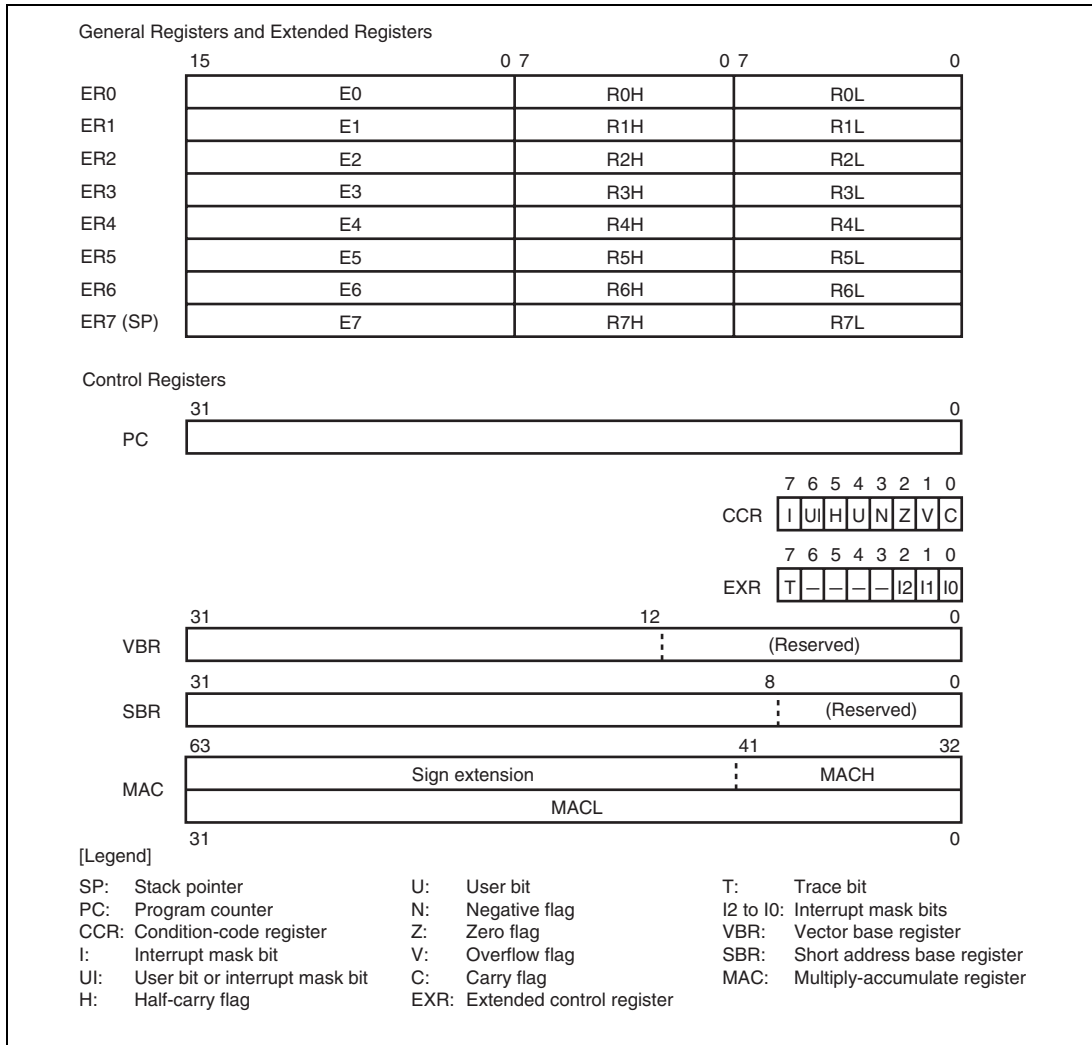 General Registers and Extended Registers
15 0 7 0 7 0
ER0 E0 R0H R0L
ER1 E1 R1H R1L
ER2 E2 R2H R2L
ER3 E3 R3H R3L
ER4 E4 R4H R4L
ER5 E5 R5H R5L
ER6 E6 R6H R6L
ER7 (SP) E7 R7H R7L
Control Registers
31 0
PC
7 6 5 4 3 2 1 0
CCR I UI H U N Z V C
7 6 5 4 3 2 1 0
EXR T — — — — I2 I1 I0
31 12 0
VBR (Reserved)
31 8 0
SBR (Reserved)
63 41 32
MAC Sign extension MACH
MACL
31 0
[Legend]
SP: Stack pointer U: User bit T: Trace bit
PC: Program counter N: Negative flag I2 to I0: Interrupt mask bits
CCR: Condition-code register Z: Zero flag VBR: Vector base register
I: Interrupt mask bit V: Overflow flag SBR: Short address base register
UI: User bit or interrupt mask bit C: Carry flag MAC: Multiply-accumulate register
H: Half-carry flag EXR: Extended control register